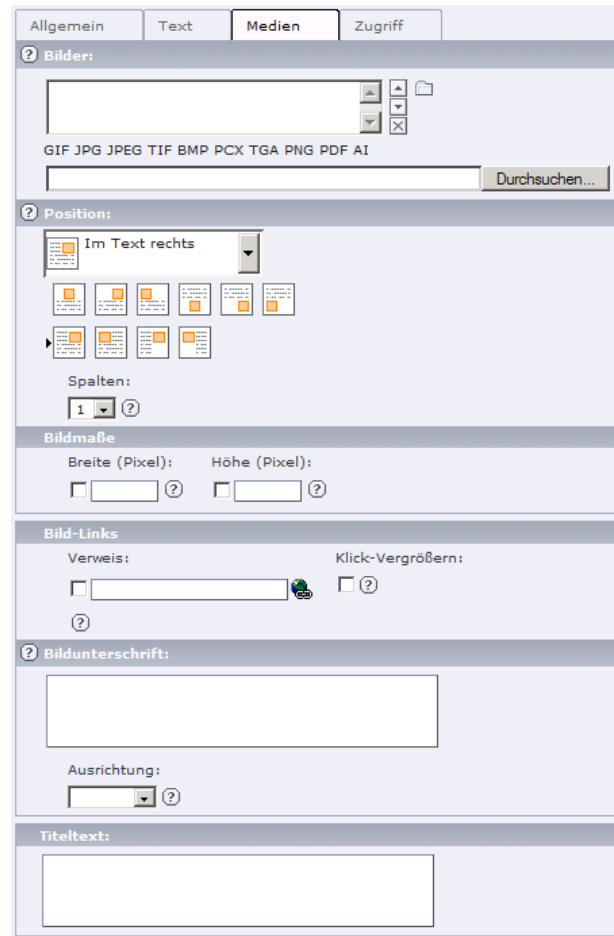 Allgemein Text Medien Zugriff
Bilder:
GIF JPG JPEG TIF BMP PCX TGA PNG PDF AI
Durchsuchen...
Position:
Im Text rechts
Spalten:
1
Bildmaße
Breite (Pixel): Höhe (Pixel):
Bild-Links
Verweis: Klick-Vergrößern:
Bildunterschrift:
Ausrichtung:
Titeltext: